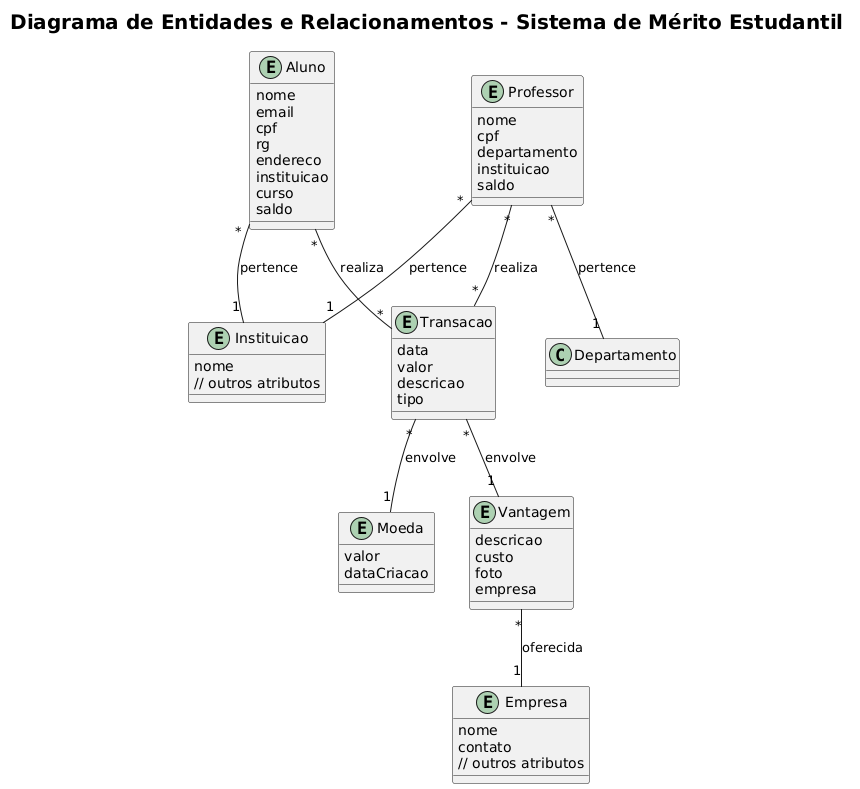 Diagrama de Entidades e Relacionamentos - Sistema de Mérito Estudantil
E Aluno
nome
email
cpf
rg
endereco
instituicao
curso
saldo
E Professor
nome
cpf
departamento
instituicao
saldo
* pertence 1
* realiza *
* pertence 1
* realiza *
* pertence 1
E Instituicao
nome
// outros atributos
E Transacao
data
valor
descricao
tipo
C Departamento
* envolve 1
* envolve 1
E Moeda
valor
dataCriacao
E Vantagem
descricao
custo
foto
empresa
*
oferecida
1
E Empresa
nome
contato
// outros atributos